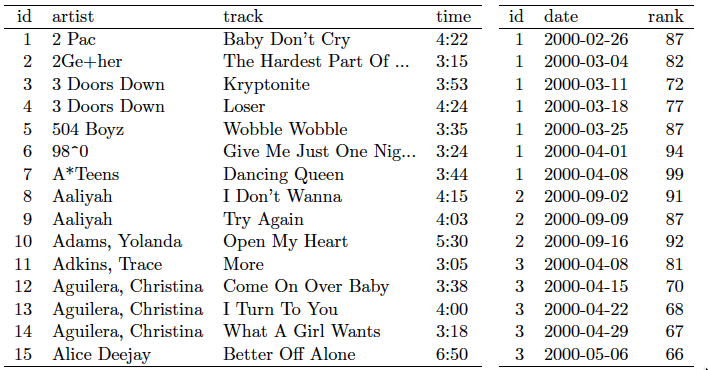 id artist track time id date rank
1 2 Pac Baby Don't Cry 4:22 1 2000-02-26 87
2 2Ge+her The Hardest Part Of ... 3:15 1 2000-03-04 82
3 3 Doors Down Kryptonite 3:53 1 2000-03-11 72
4 3 Doors Down Loser 4:24 1 2000-03-18 77
5 504 Boyz Wobble Wobble 3:35 1 2000-03-25 87
6 98^0 Give Me Just One Nig... 3:24 1 2000-04-01 94
7 A*Teens Dancing Queen 3:44 1 2000-04-08 99
8 Aaliyah I Don't Wanna 4:15 2 2000-09-02 91
9 Aaliyah Try Again 4:03 2 2000-09-09 87
10 Adams, Yolanda Open My Heart 5:30 2 2000-09-16 92
11 Adkins, Trace More 3:05 3 2000-04-08 81
12 Aguilera, Christina Come On Over Baby 3:38 3 2000-04-15 70
13 Aguilera, Christina I Turn To You 4:00 3 2000-04-22 68
14 Aguilera, Christina What A Girl Wants 3:18 3 2000-04-29 67
15 Alice Deejay Better Off Alone 6:50 3 2000-05-06 66